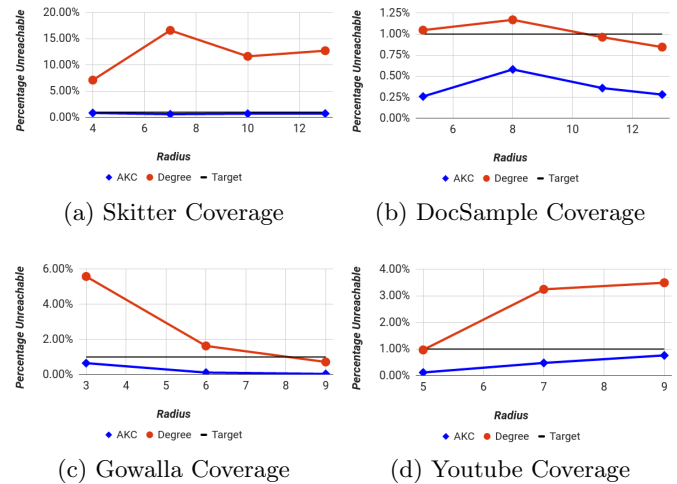 20.00%
15.00%
10.00%
5.00%
0.00%
Percentage Unreachable
4 6 8 10 12
Radius
AKC Degree Target
(a) Skitter Coverage
1.25%
1.00%
0.75%
0.50%
0.25%
0.00%
Percentage Unreachable
6 8 10 12
Radius
AKC Degree Target
(b) DocSample Coverage
6.00%
4.00%
2.00%
0.00%
Percentage Unreachable
3 4 5 6 7 8 9
Radius
AKC Degree Target
(c) Gowalla Coverage
4.00%
3.00%
2.00%
1.00%
0.00%
Percentage Unreachable
5 6 7 8 9
Radius
AKC Degree Target
(d) Youtube Coverage